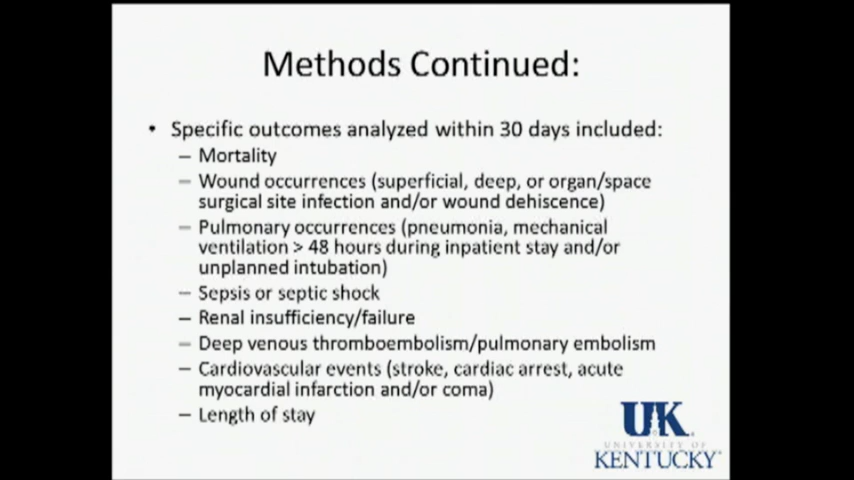 Methods Continued:
• Specific outcomes analyzed within 30 days included:
– Mortality
– Wound occurrences (superficial, deep, or organ/space
surgical site infection and/or wound dehiscence)
– Pulmonary occurrences (pneumonia, mechanical
ventilation > 48 hours during inpatient stay and/or
unplanned intubation)
– Sepsis or septic shock
– Renal insufficiency/failure
– Deep venous thromboembolism/pulmonary embolism
– Cardiovascular events (stroke, cardiac arrest, acute
myocardial infarction and/or coma)
– Length of stay
UK
UNIVERSITY OF
KENTUCKY